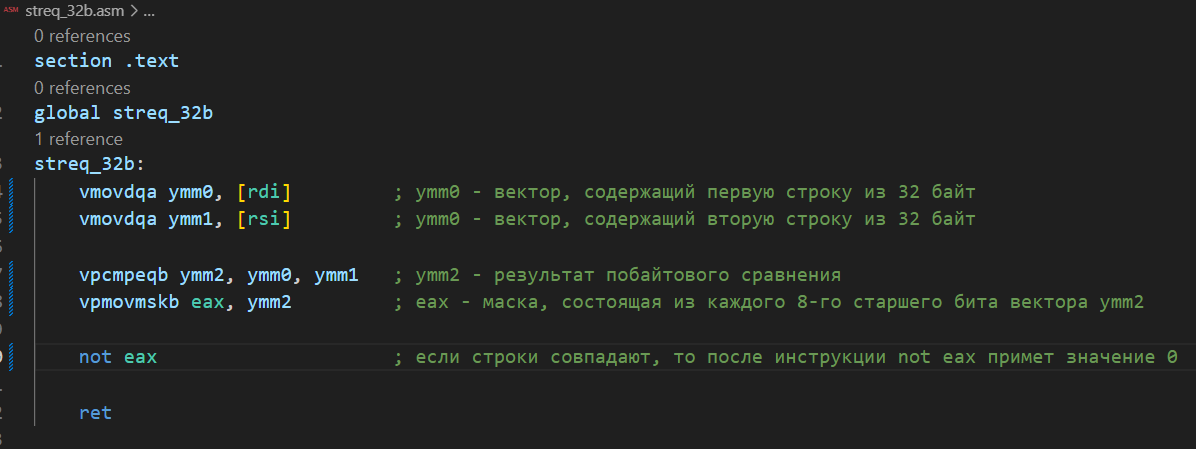 ASM streq_32b.asm > ...
0 references
section .text
0 references
global streq_32b
1 reference
streq_32b:
vmovdqa ymm0, [rdi] ; ymm0 - вектор, содержащий первую строку из 32 байт
vmovdqa ymm1, [rsi] ; ymm0 - вектор, содержащий вторую строку из 32 байт
vpcmpeqb ymm2, ymm0, ymm1 ; ymm2 - результат побайтового сравнения
vpmovmskb eax, ymm2 ; eax - маска, состоящая из каждого 8-го старшего бита вектора ymm2
not eax ; если строки совпадают, то после инструкции not eax примет значение 0
ret